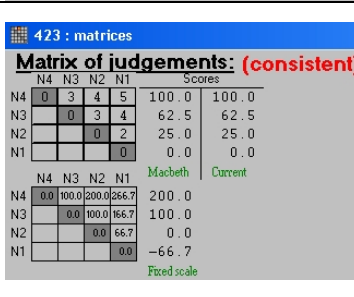 423 : matrices
Matrix of judgements: (consistent)
N4 N3 N2 N1 Scores
N4 0 3 4 5 100.0 100.0
N3 0 3 4 62.5 62.5
N2 0 2 25.0 25.0
N1 0 0.0 0.0
Macbeth Current
N4 N3 N2 N1
N4 0.0 100.0 200.0 266.7 200.0
N3 0.0 100.0 166.7 100.0
N2 0.0 66.7 0.0
N1 0.0 -66.7
Fixed scale